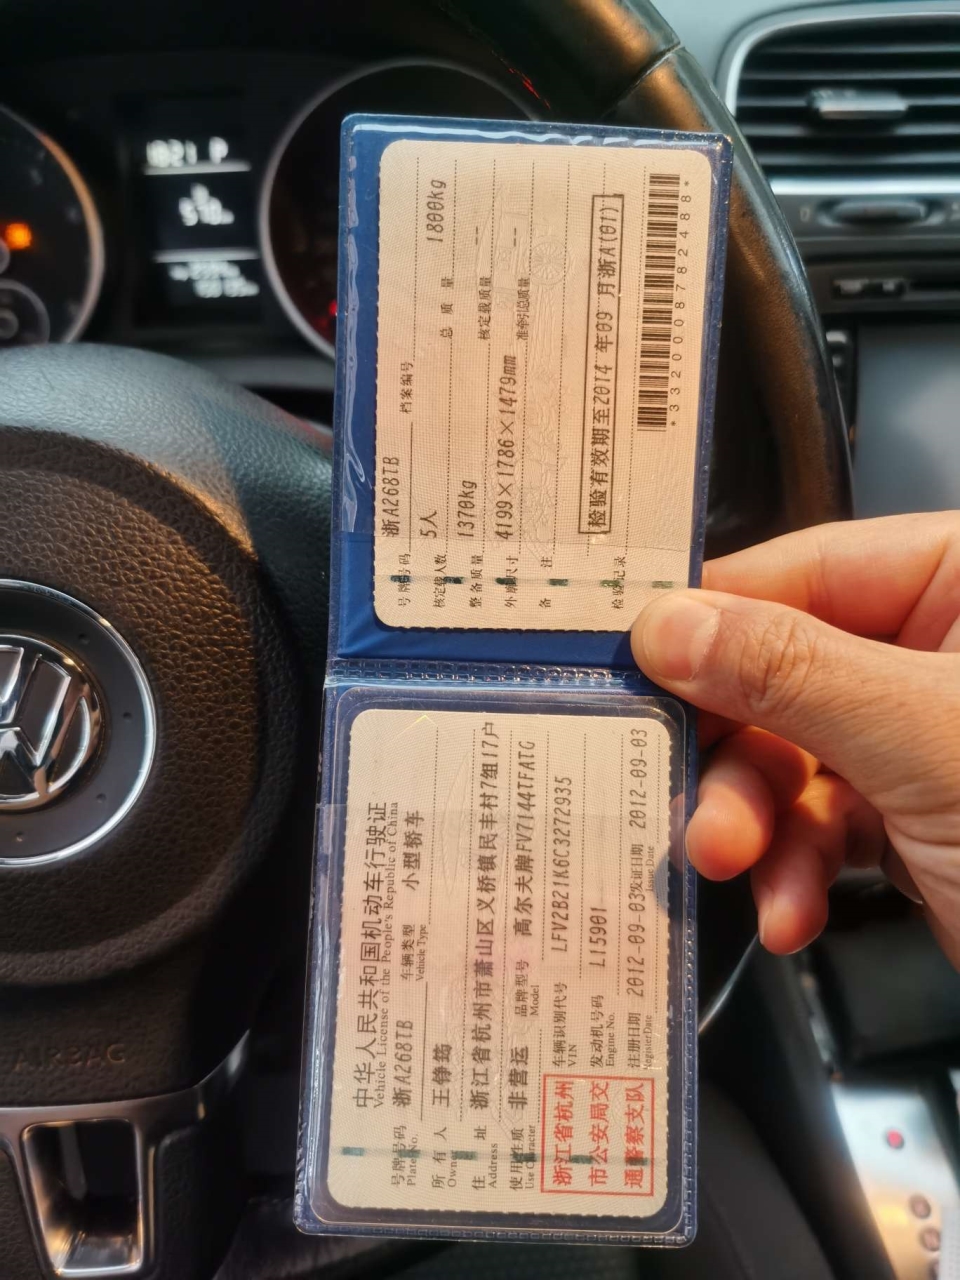 中华人民共和国机动车行驶证
Vehicle License of the People's Republic of China
号牌号码 浙A268TB 车辆类型 小型轿车
Plate No. Vehicle Type
所有人 王铮筠
Owner
住址 浙江省杭州市萧山区义桥镇民丰村7组17户
Address
使用性质 非营运 品牌型号 高尔夫牌FV7144TFATG
Use Character Model
浙江省杭州市公安局交通警察支队
车辆识别代号 LFV2B21K6C3272935
VIN
发动机号码 L15901
Engine No.
注册日期 2012-09-03 发证日期 2012-09-03
Register Date Issue Date
号牌号码 浙A268TB 档案编号
核定载人数 5人 总质量 1800kg
整备质量 1370kg 核定载质量 --
外廓尺寸 4199×1786×1479mm 准牵引总质量 --
备注
检验有效期至2014年09月浙A(01)
检验记录
*3320008782488*
AIRBAG